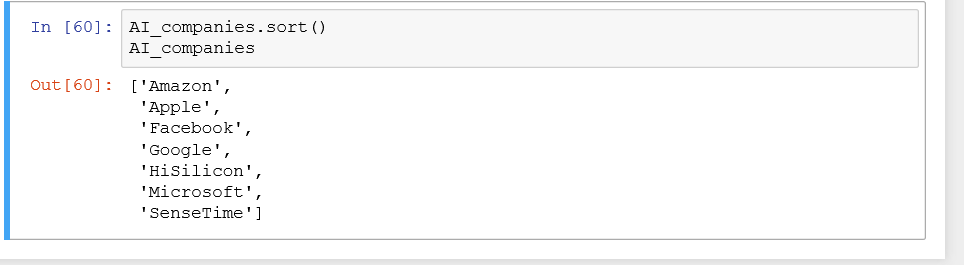 In [60]: AI_companies.sort()
AI_companies
Out[60]: ['Amazon',
'Apple',
'Facebook',
'Google',
'HiSilicon',
'Microsoft',
'SenseTime']